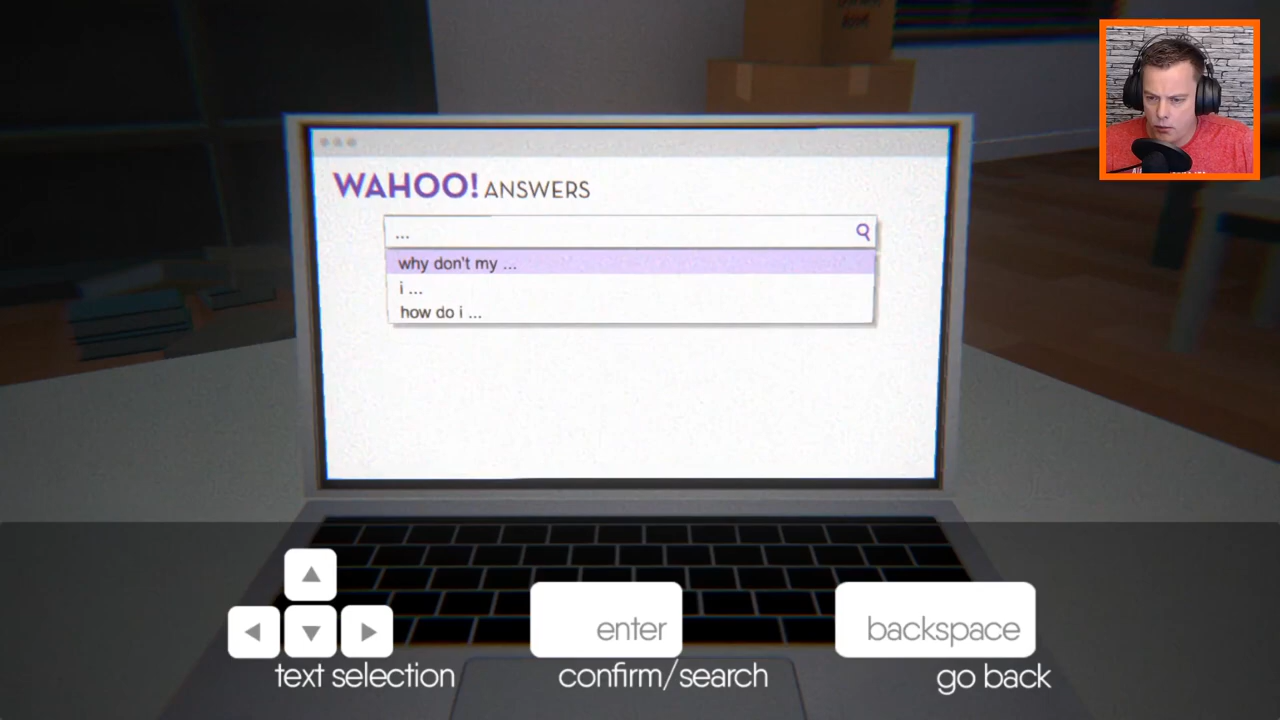 WAHOO! ANSWERS
...
why don't my ...
i ...
how do i ...
enter
backspace
text selection
confirm/search
go back